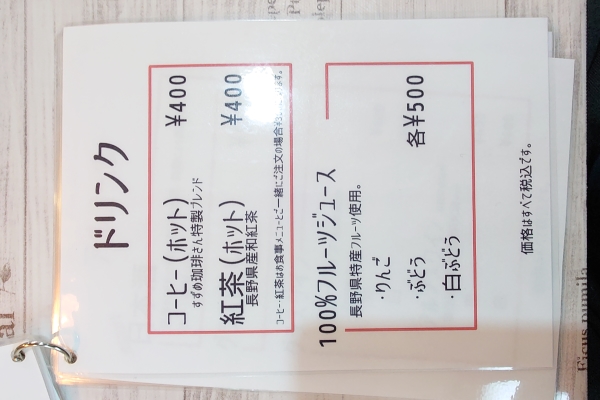 ドリンク
コーヒー(ホット) ¥400
すずめ珈琲さん特製ブレンド
紅茶(ホット) ¥400
長野県産和紅茶
コーヒー紅茶はお食事メニューとご一緒にご注文の場合
100%フルーツジュース
長野県特産フルーツ使用。
・りんご
・ぶどう 各¥500
・白ぶどう
価格はすべて税込です。
Ficus pumila